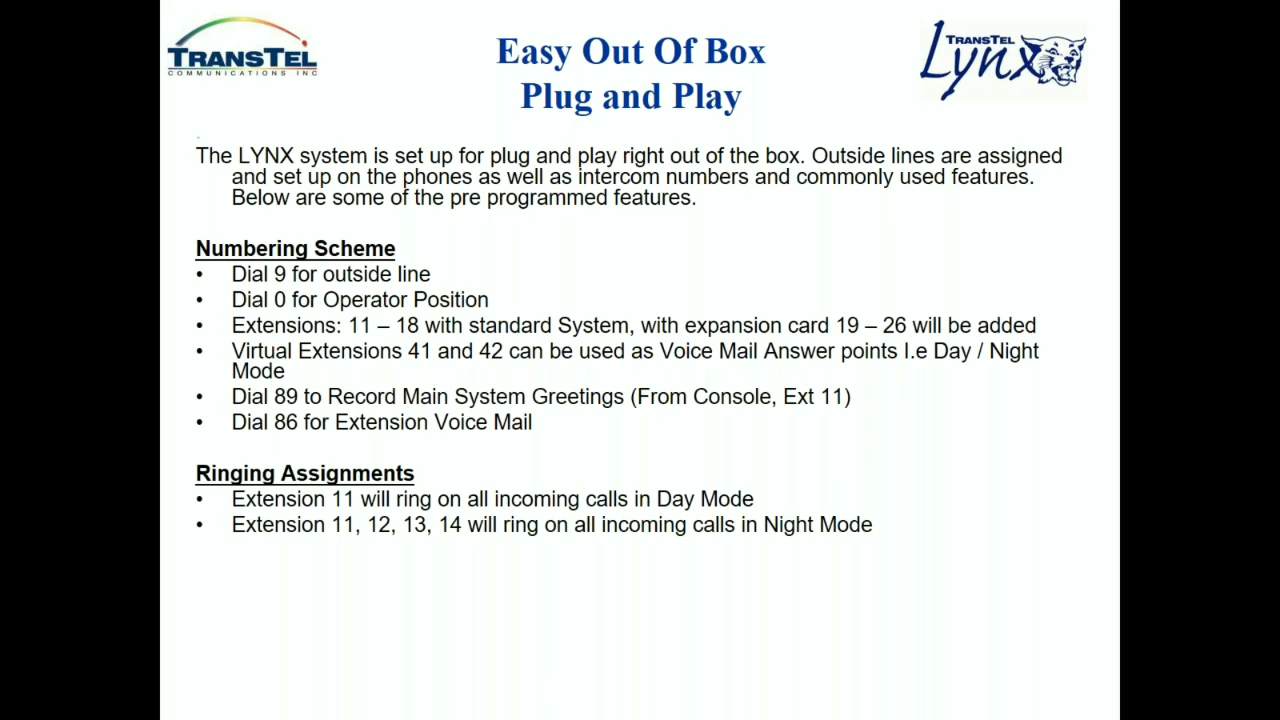 TRANSTEL
COMMUNICATIONS INC
Easy Out Of Box
Plug and Play
TRANSTEL
Lynx
The LYNX system is set up for plug and play right out of the box. Outside lines are assigned
and set up on the phones as well as intercom numbers and commonly used features.
Below are some of the pre programmed features.
Numbering Scheme
• Dial 9 for outside line
• Dial 0 for Operator Position
• Extensions: 11 – 18 with standard System, with expansion card 19 – 26 will be added
• Virtual Extensions 41 and 42 can be used as Voice Mail Answer points I.e Day / Night
Mode
• Dial 89 to Record Main System Greetings (From Console, Ext 11)
• Dial 86 for Extension Voice Mail
Ringing Assignments
• Extension 11 will ring on all incoming calls in Day Mode
• Extension 11, 12, 13, 14 will ring on all incoming calls in Night Mode